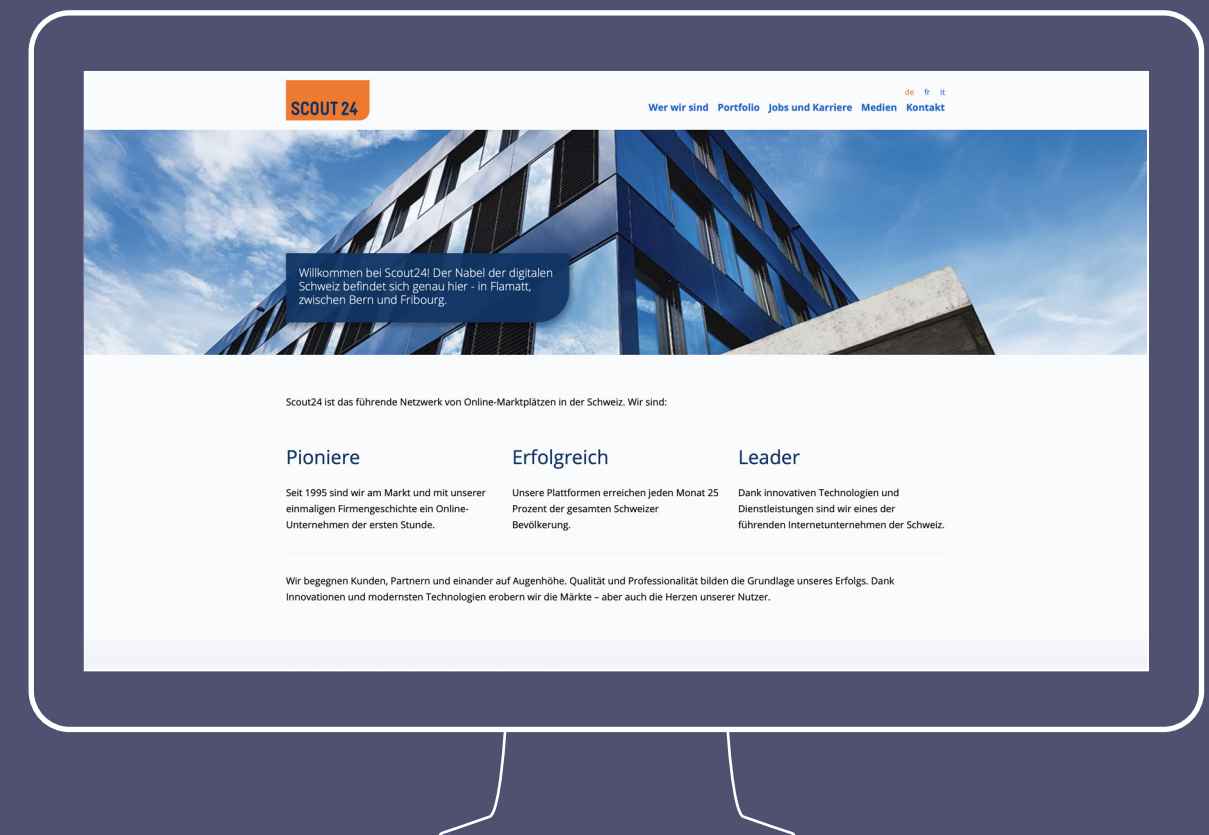 SCOUT 24
de fr it
Wer wir sind Portfolio Jobs und Karriere Medien Kontakt
Willkommen bei Scout24! Der Nabel der digitalen
Schweiz befindet sich genau hier - in Flamatt,
zwischen Bern und Fribourg.
Scout24 ist das führende Netzwerk von Online-Marktplätzen in der Schweiz. Wir sind:
Pioniere
Seit 1995 sind wir am Markt und mit unserer
einmaligen Firmengeschichte ein Online-
Unternehmen der ersten Stunde.
Erfolgreich
Unsere Plattformen erreichen jeden Monat 25
Prozent der gesamten Schweizer
Bevölkerung.
Leader
Dank innovativen Technologien und
Dienstleistungen sind wir eines der
führenden Internetunternehmen der Schweiz.
Wir begegnen Kunden, Partnern und einander auf Augenhöhe. Qualität und Professionalität bilden die Grundlage unseres Erfolgs. Dank
Innovationen und modernsten Technologien erobern wir die Märkte – aber auch die Herzen unserer Nutzer.